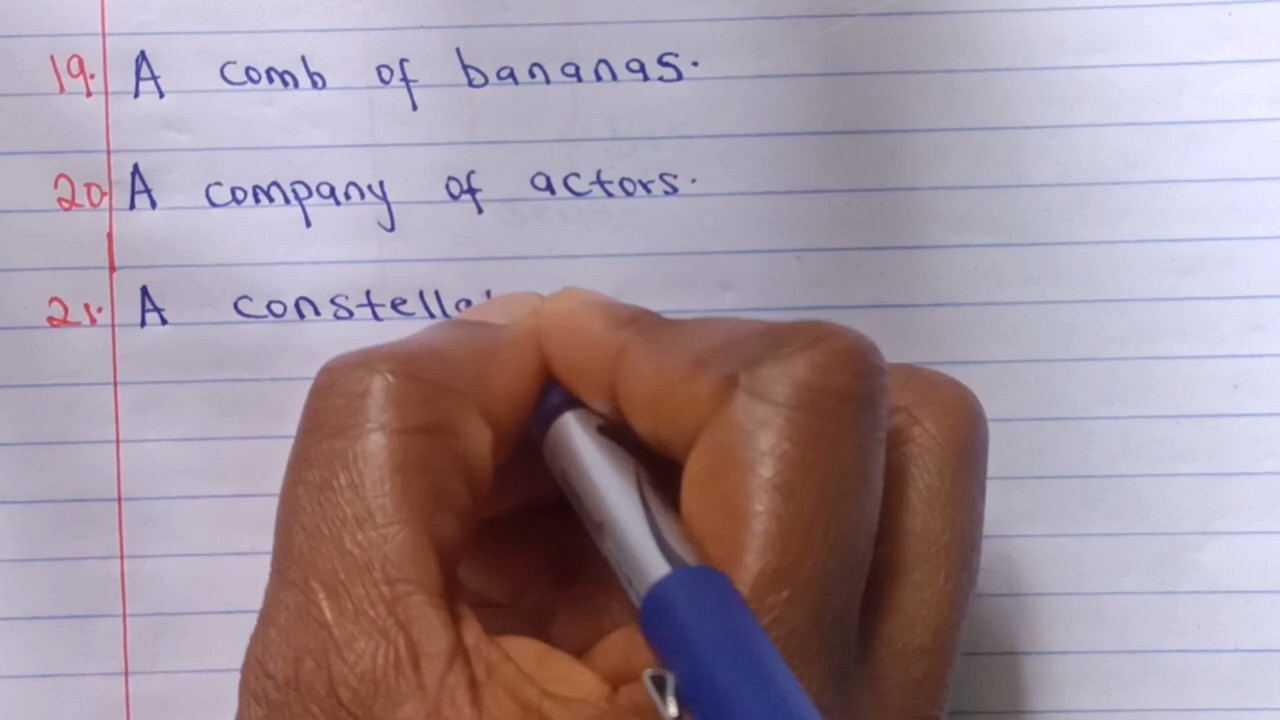 19. A comb of bananas.
20. A company of actors.
21. A